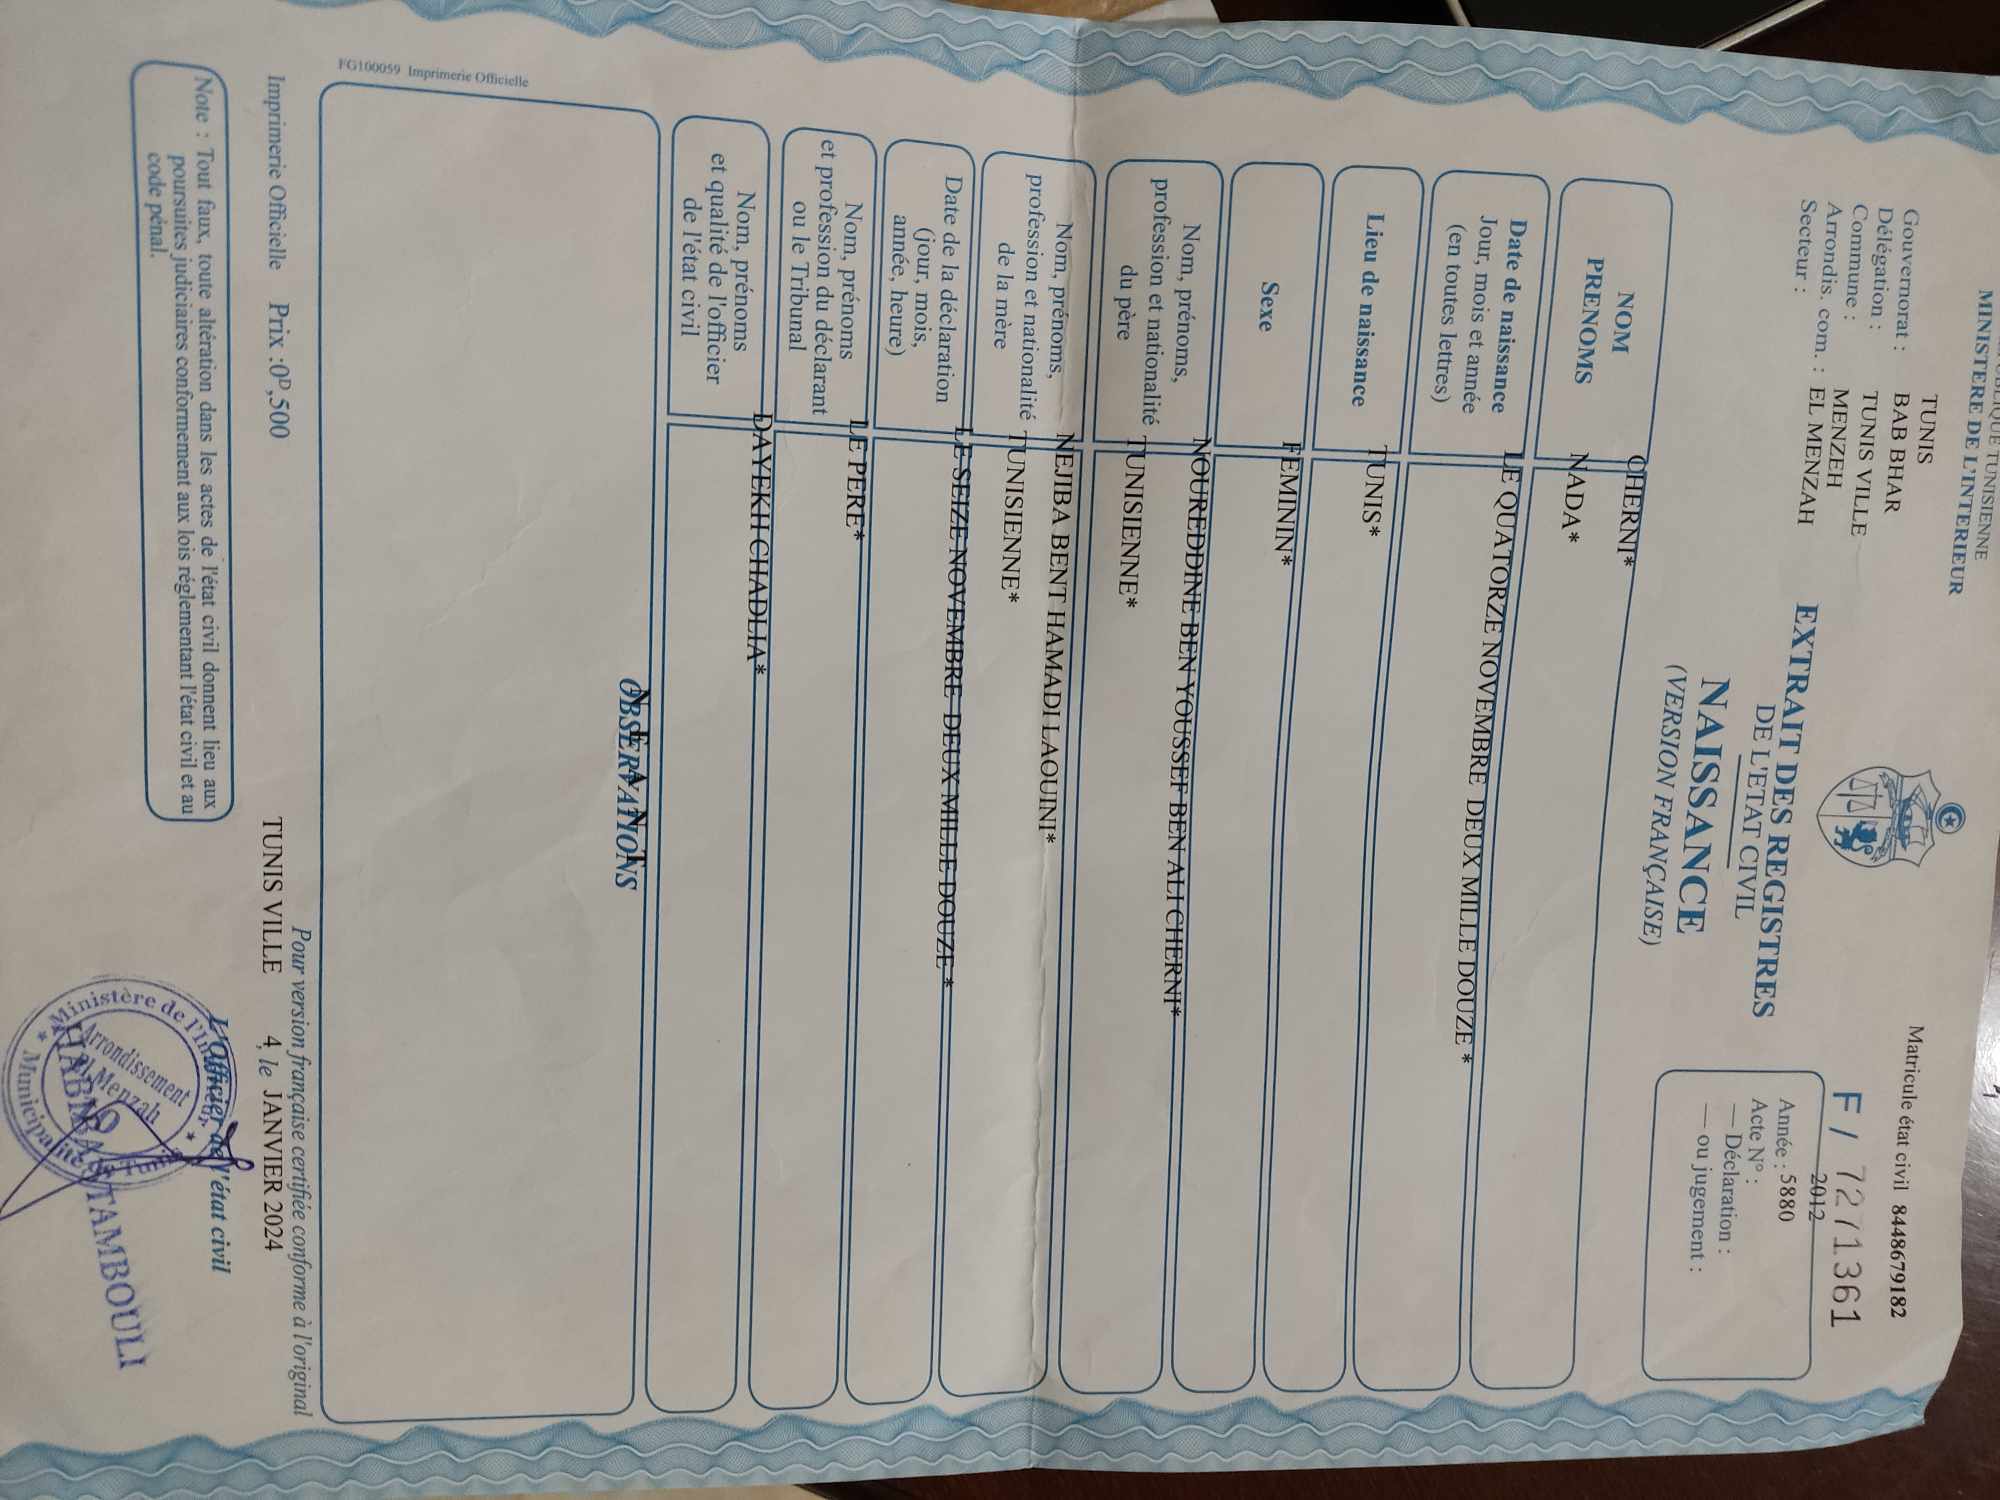 MINISTERE DE L'INTERIEUR
Gouvernorat : TUNIS
Délégation : BAB BHAR
Commune : TUNIS VILLE
Arrondis. com. : MENZEH
Secteur : EL MENZAH
EXTRAIT DES REGISTRES
DE L'ETAT CIVIL
NAISSANCE
(VERSION FRANÇAISE)
Matricule état civil 8448679182
F / 7271361
2012
Année : 5880
Acte N° :
— Déclaration :
— ou jugement :
NOM
PRENOMS
CHERNI*
NADA*
Date de naissance
Jour, mois et année
(en toutes lettres)
LE QUATORZE NOVEMBRE DEUX MILLE DOUZE *
Lieu de naissance
TUNIS*
Sexe
FEMININ*
Nom, prénoms,
profession et nationalité
du père
NOUREDDINE BEN YOUSSEF BEN ALI CHERNI*
TUNISIENNE*
Nom, prénoms,
profession et nationalité
de la mère
NEJIBA BENT HAMADI LAOUINI*
TUNISIENNE*
Date de la déclaration
(jour, mois,
année, heure)
LE SEIZE NOVEMBRE DEUX MILLE DOUZE *
Nom, prénoms
et profession du déclarant
ou le Tribunal
LE PERE*
Nom, prénoms
et qualité de l'officier
de l'état civil
DAYEKH CHADLIA*
OBSERVATIONS
N E A N T
FG100059 Imprimerie Officielle
Pour version française certifiée conforme à l'original
Imprimerie Officielle Prix :0ᴰ,500
TUNIS VILLE 4, le JANVIER 2024
L'Officier de l'état civil
Note : Tout faux, toute altération dans les actes de l'état civil donnent lieu aux
poursuites judiciaires conformement aux lois réglementant l'état civil et au
code pénal.
Ministère de l'Intérieur
Arrondissement
El Menzah
Municipalité de Tunis
STAMBOULI